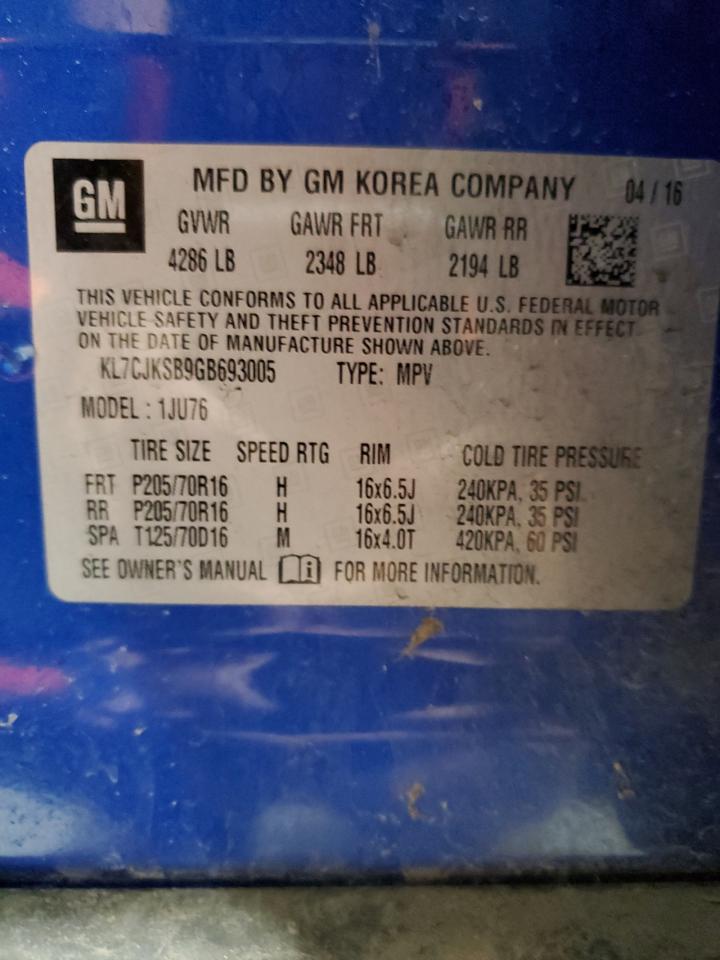 GM
MFD BY GM KOREA COMPANY 04 / 16
GVWR GAWR FRT GAWR RR
4286 LB 2348 LB 2194 LB
THIS VEHICLE CONFORMS TO ALL APPLICABLE U.S. FEDERAL MOTOR
VEHICLE SAFETY AND THEFT PREVENTION STANDARDS IN EFFECT
ON THE DATE OF MANUFACTURE SHOWN ABOVE.
KL7CJKSB9GB693005 TYPE: MPV
MODEL : 1JU76
TIRE SIZE SPEED RTG RIM COLD TIRE PRESSURE
FRT P205/70R16 H 16x6.5J 240KPA, 35 PSI
RR P205/70R16 H 16x6.5J 240KPA, 35 PSI
SPA T125/70D16 M 16x4.0T 420KPA, 60 PSI
SEE OWNER'S MANUAL i FOR MORE INFORMATION.